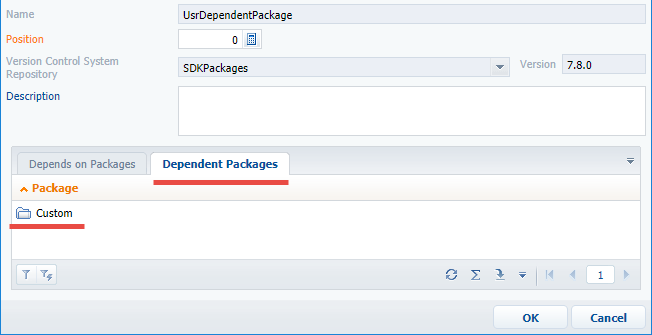 Name UsrDependentPackage
Position 0
Version Control System Repository SDKPackages Version 7.8.0
Description
Depends on Packages Dependent Packages
Package
Custom
1
OK Cancel